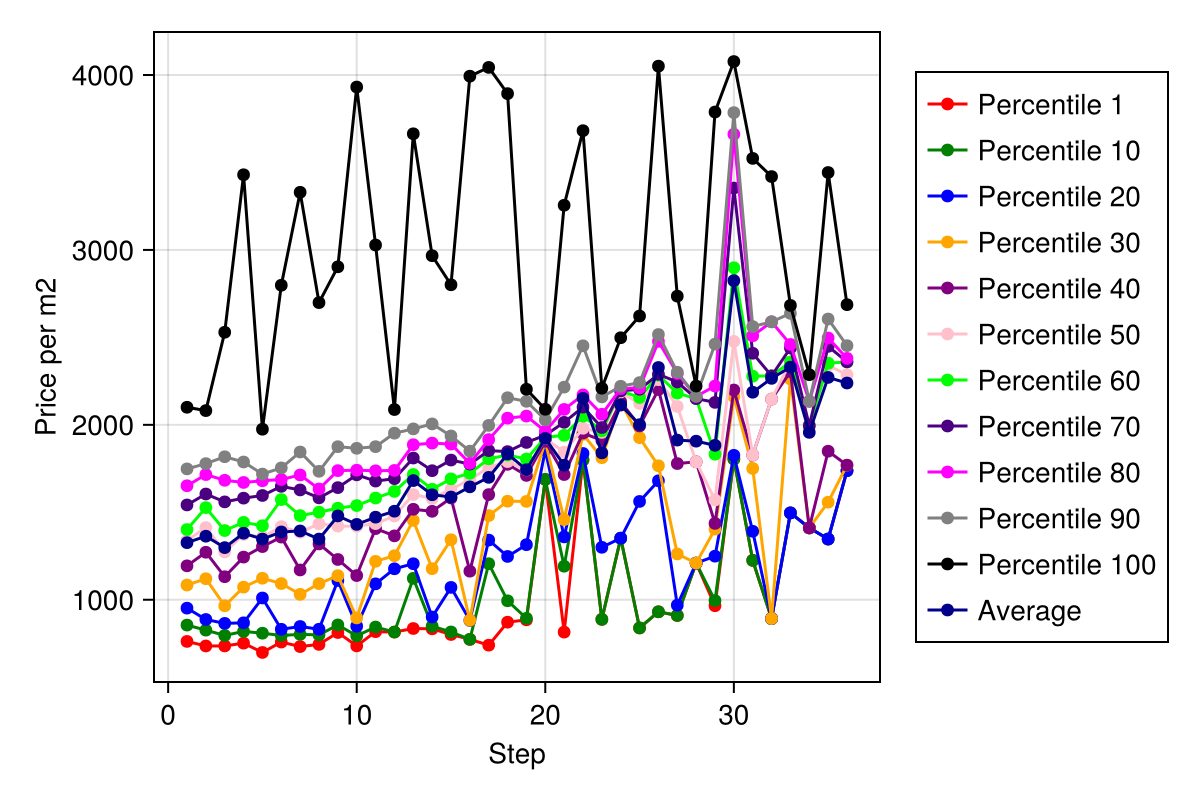 4000
3000
2000
1000
Price per m2
0 10 20 30
Step
Percentile 1
Percentile 10
Percentile 20
Percentile 30
Percentile 40
Percentile 50
Percentile 60
Percentile 70
Percentile 80
Percentile 90
Percentile 100
Average